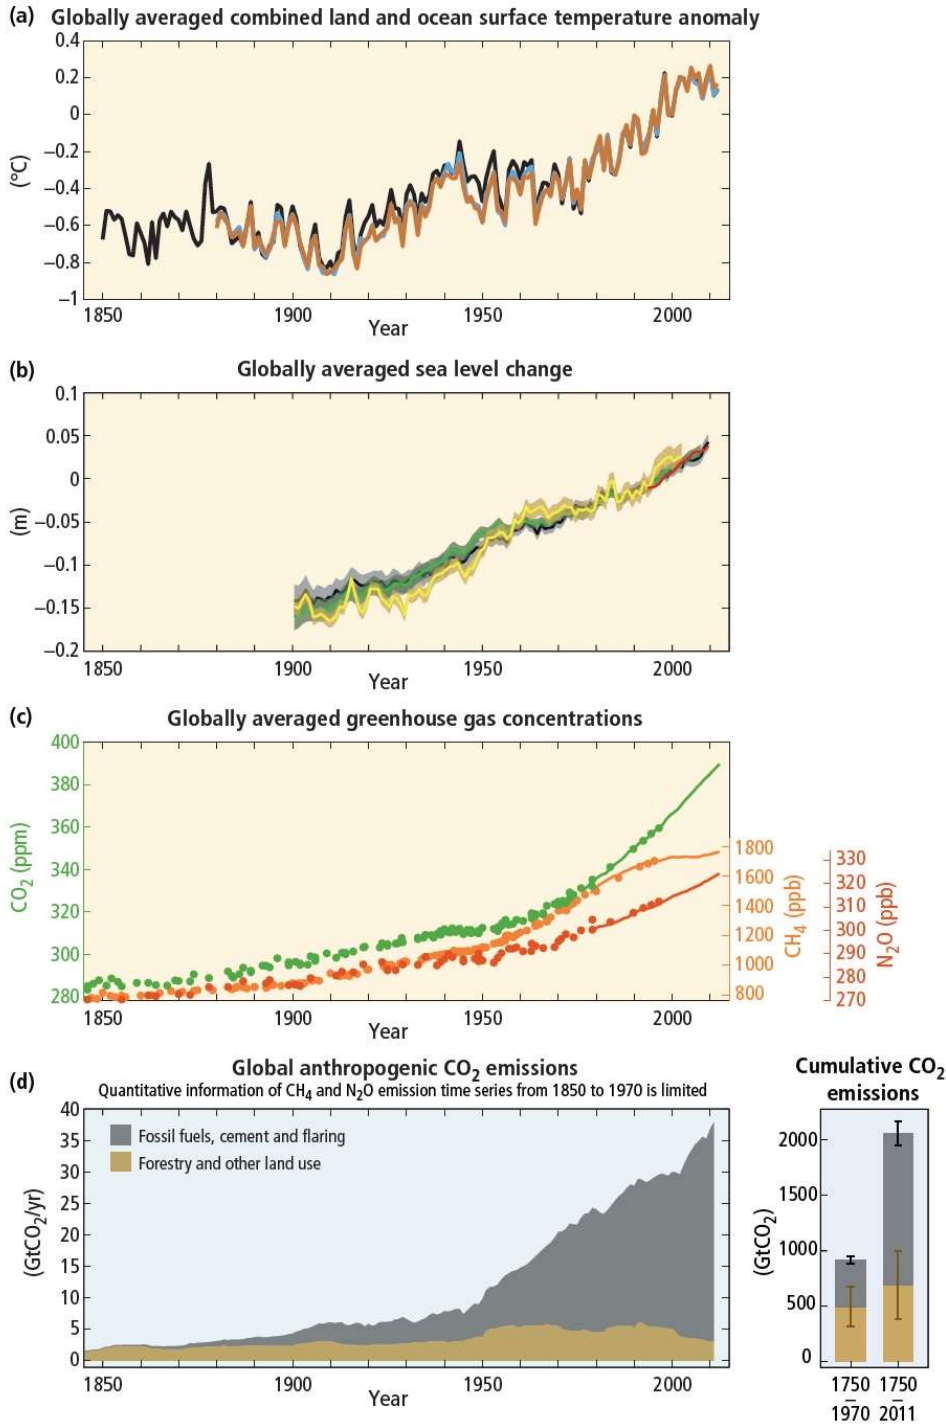 (a) Globally averaged combined land and ocean surface temperature anomaly
0.4
0.2
0
−0.2
−0.4
−0.6
−0.8
−1
(°C)
1850 1900 1950 2000
Year
(b) Globally averaged sea level change
0.1
0.05
0
−0.05
−0.1
−0.15
−0.2
(m)
1850 1900 1950 2000
Year
(c) Globally averaged greenhouse gas concentrations
400
380
360
340
320
300
280
CO2 (ppm)
1800
1600
1400
1200
1000
800
CH4 (ppb)
330
320
310
300
290
280
270
N2O (ppb)
1850 1900 1950 2000
Year
(d) Global anthropogenic CO2 emissions
Quantitative information of CH4 and N2O emission time series from 1850 to 1970 is limited
40
35
30
25
20
15
10
5
0
(GtCO2/yr)
Fossil fuels, cement and flaring
Forestry and other land use
1850 1900 1950 2000
Year
Cumulative CO2
emissions
2000
1500
1000
500
0
(GtCO2)
1750 1750
– –
1970 2011